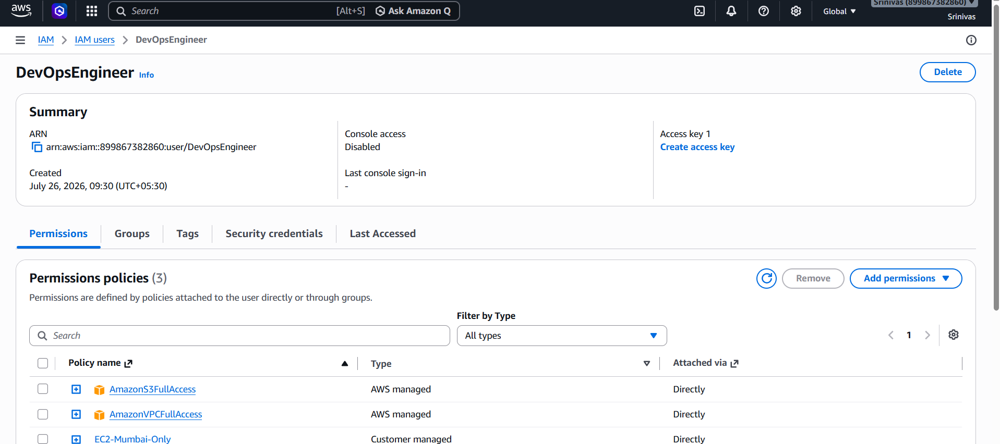 aws
Search [Alt+S] Ask Amazon Q
Global
Srinivas (899867382860)
Srinivas
IAM IAM users DevOpsEngineer
DevOpsEngineer Info
Delete
Summary
ARN
arn:aws:iam::899867382860:user/DevOpsEngineer
Created
July 26, 2026, 09:30 (UTC+05:30)
Console access
Disabled
Last console sign-in
-
Access key 1
Create access key
Permissions Groups Tags Security credentials Last Accessed
Permissions policies (3)
Remove Add permissions
Permissions are defined by policies attached to the user directly or through groups.
Filter by Type
Search All types 1
Policy name Type Attached via
AmazonS3FullAccess AWS managed Directly
AmazonVPCFullAccess AWS managed Directly
EC2-Mumbai-Only Customer managed Directly